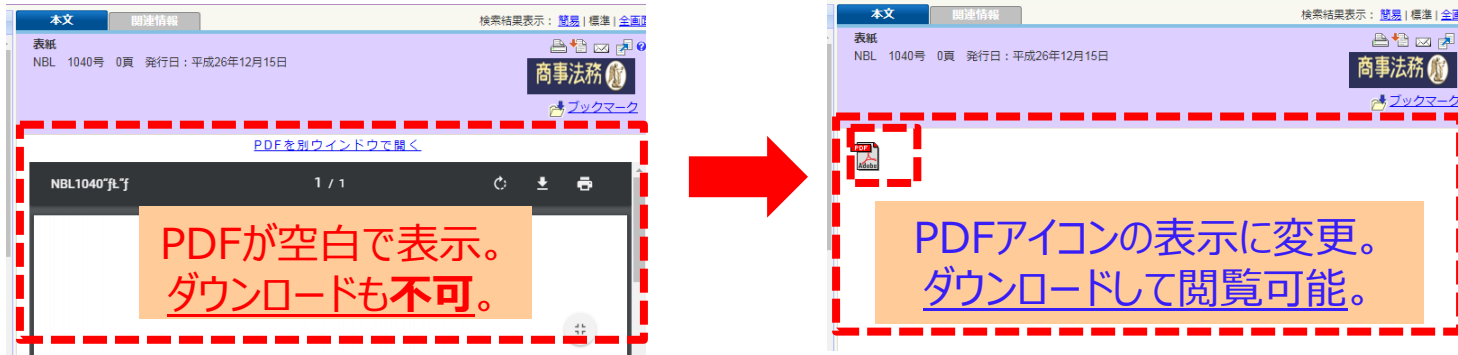 本文 関連情報
検索結果表示： 簡易 | 標準 | 全画
表紙
NBL 1040号 0頁 発行日：平成26年12月15日
商事法務
ブックマーク
PDFを別ウインドウで開く
NBL1040"ƒŁ"ƒ 1 / 1
PDFが空白で表示。
ダウンロードも不可。
本文 関連情報
検索結果表示： 簡易 | 標準 | 全画
表紙
NBL 1040号 0頁 発行日：平成26年12月15日
商事法務
ブックマーク
PDF
Adobe
PDFアイコンの表示に変更。
ダウンロードして閲覧可能。